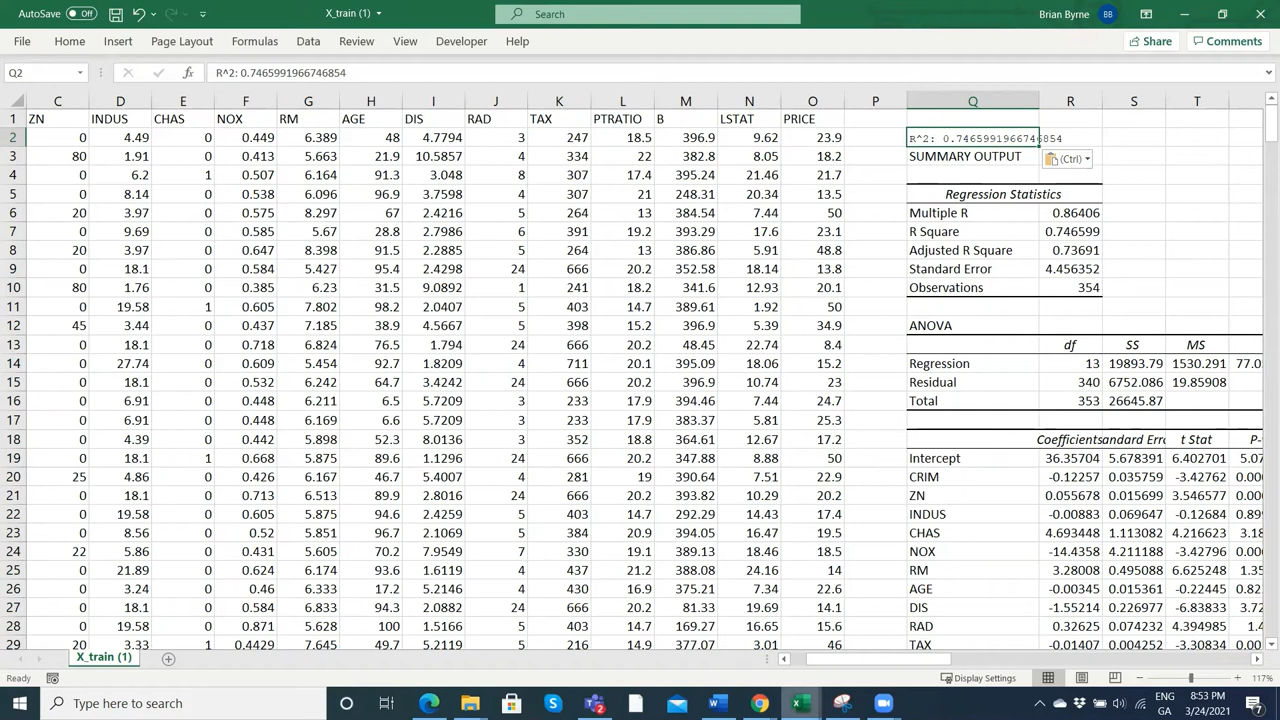 AutoSave Off X_train (1) Search Brian Byrne BB
File Home Insert Page Layout Formulas Data Review View Developer Help Share Comments
Q2 fx R^2: 0.7465991966746854
C D E F G H I J K L M N O P Q R S T
1 ZN INDUS CHAS NOX RM AGE DIS RAD TAX PTRATIO B LSTAT PRICE
2 0 4.49 0 0.449 6.389 48 4.7794 3 247 18.5 396.9 9.62 23.9 R^2: 0.7465991966746854
3 80 1.91 0 0.413 5.663 21.9 10.5857 4 334 22 382.8 8.05 18.2 SUMMARY OUTPUT (Ctrl)
4 0 6.2 1 0.507 6.164 91.3 3.048 8 307 17.4 395.24 21.46 21.7
5 0 8.14 0 0.538 6.096 96.9 3.7598 4 307 21 248.31 20.34 13.5 Regression Statistics
6 20 3.97 0 0.575 8.297 67 2.4216 5 264 13 384.54 7.44 50 Multiple R 0.86406
7 0 9.69 0 0.585 5.67 28.8 2.7986 6 391 19.2 393.29 17.6 23.1 R Square 0.746599
8 20 3.97 0 0.647 8.398 91.5 2.2885 5 264 13 386.86 5.91 48.8 Adjusted R Square 0.73691
9 0 18.1 0 0.584 5.427 95.4 2.4298 24 666 20.2 352.58 18.14 13.8 Standard Error 4.456352
10 80 1.76 0 0.385 6.23 31.5 9.0892 1 241 18.2 341.6 12.93 20.1 Observations 354
11 0 19.58 1 0.605 7.802 98.2 2.0407 5 403 14.7 389.61 1.92 50
12 45 3.44 0 0.437 7.185 38.9 4.5667 5 398 15.2 396.9 5.39 34.9 ANOVA
13 0 18.1 0 0.718 6.824 76.5 1.794 24 666 20.2 48.45 22.74 8.4 df SS MS
14 0 27.74 0 0.609 5.454 92.7 1.8209 4 711 20.1 395.09 18.06 15.2 Regression 13 19893.79 1530.291 77.0
15 0 18.1 0 0.532 6.242 64.7 3.4242 24 666 20.2 396.9 10.74 23 Residual 340 6752.086 19.85908
16 0 6.91 0 0.448 6.211 6.5 5.7209 3 233 17.9 394.46 7.44 24.7 Total 353 26645.87
17 0 6.91 0 0.448 6.169 6.6 5.7209 3 233 17.9 383.37 5.81 25.3
18 0 4.39 0 0.442 5.898 52.3 8.0136 3 352 18.8 364.61 12.67 17.2 Coefficients andard Erro t Stat P-
19 0 18.1 1 0.668 5.875 89.6 1.1296 24 666 20.2 347.88 8.88 50 Intercept 36.35704 5.678391 6.402701 5.07
20 25 4.86 0 0.426 6.167 46.7 5.4007 4 281 19 390.64 7.51 22.9 CRIM -0.12257 0.035759 -3.42762 0.000
21 0 18.1 0 0.713 6.513 89.9 2.8016 24 666 20.2 393.82 10.29 20.2 ZN 0.055678 0.015699 3.546577 0.000
22 0 19.58 0 0.605 5.875 94.6 2.4259 5 403 14.7 292.29 14.43 17.4 INDUS -0.00883 0.069647 -0.12684 0.899
23 0 8.56 0 0.52 5.851 96.7 2.1069 5 384 20.9 394.05 16.47 19.5 CHAS 4.693448 1.113082 4.216623 3.18
24 22 5.86 0 0.431 5.605 70.2 7.9549 7 330 19.1 389.13 18.46 18.5 NOX -14.4358 4.211188 -3.42796 0.000
25 0 21.89 0 0.624 6.174 93.6 1.6119 4 437 21.2 388.08 24.16 14 RM 3.28008 0.495088 6.625248 1.35
26 0 3.24 0 0.46 6.333 17.2 5.2146 4 430 16.9 375.21 7.34 22.6 AGE -0.00345 0.015361 -0.22445 0.82
27 0 18.1 0 0.584 6.833 94.3 2.0882 24 666 20.2 81.33 19.69 14.1 DIS -1.55214 0.226977 -6.83833 3.72
28 0 19.58 0 0.871 5.628 100 1.5166 5 403 14.7 169.27 16.65 15.6 RAD 0.32625 0.074232 4.394985 1.4
29 20 3.33 1 0.4429 7.645 49.7 5.2119 5 216 14.9 377.07 3.01 46 TAX -0.01407 0.004252 -3.30834 0.00
X_train (1)
Ready Display Settings 117%
Type here to search ENG 8:53 PM
GA 3/24/2021